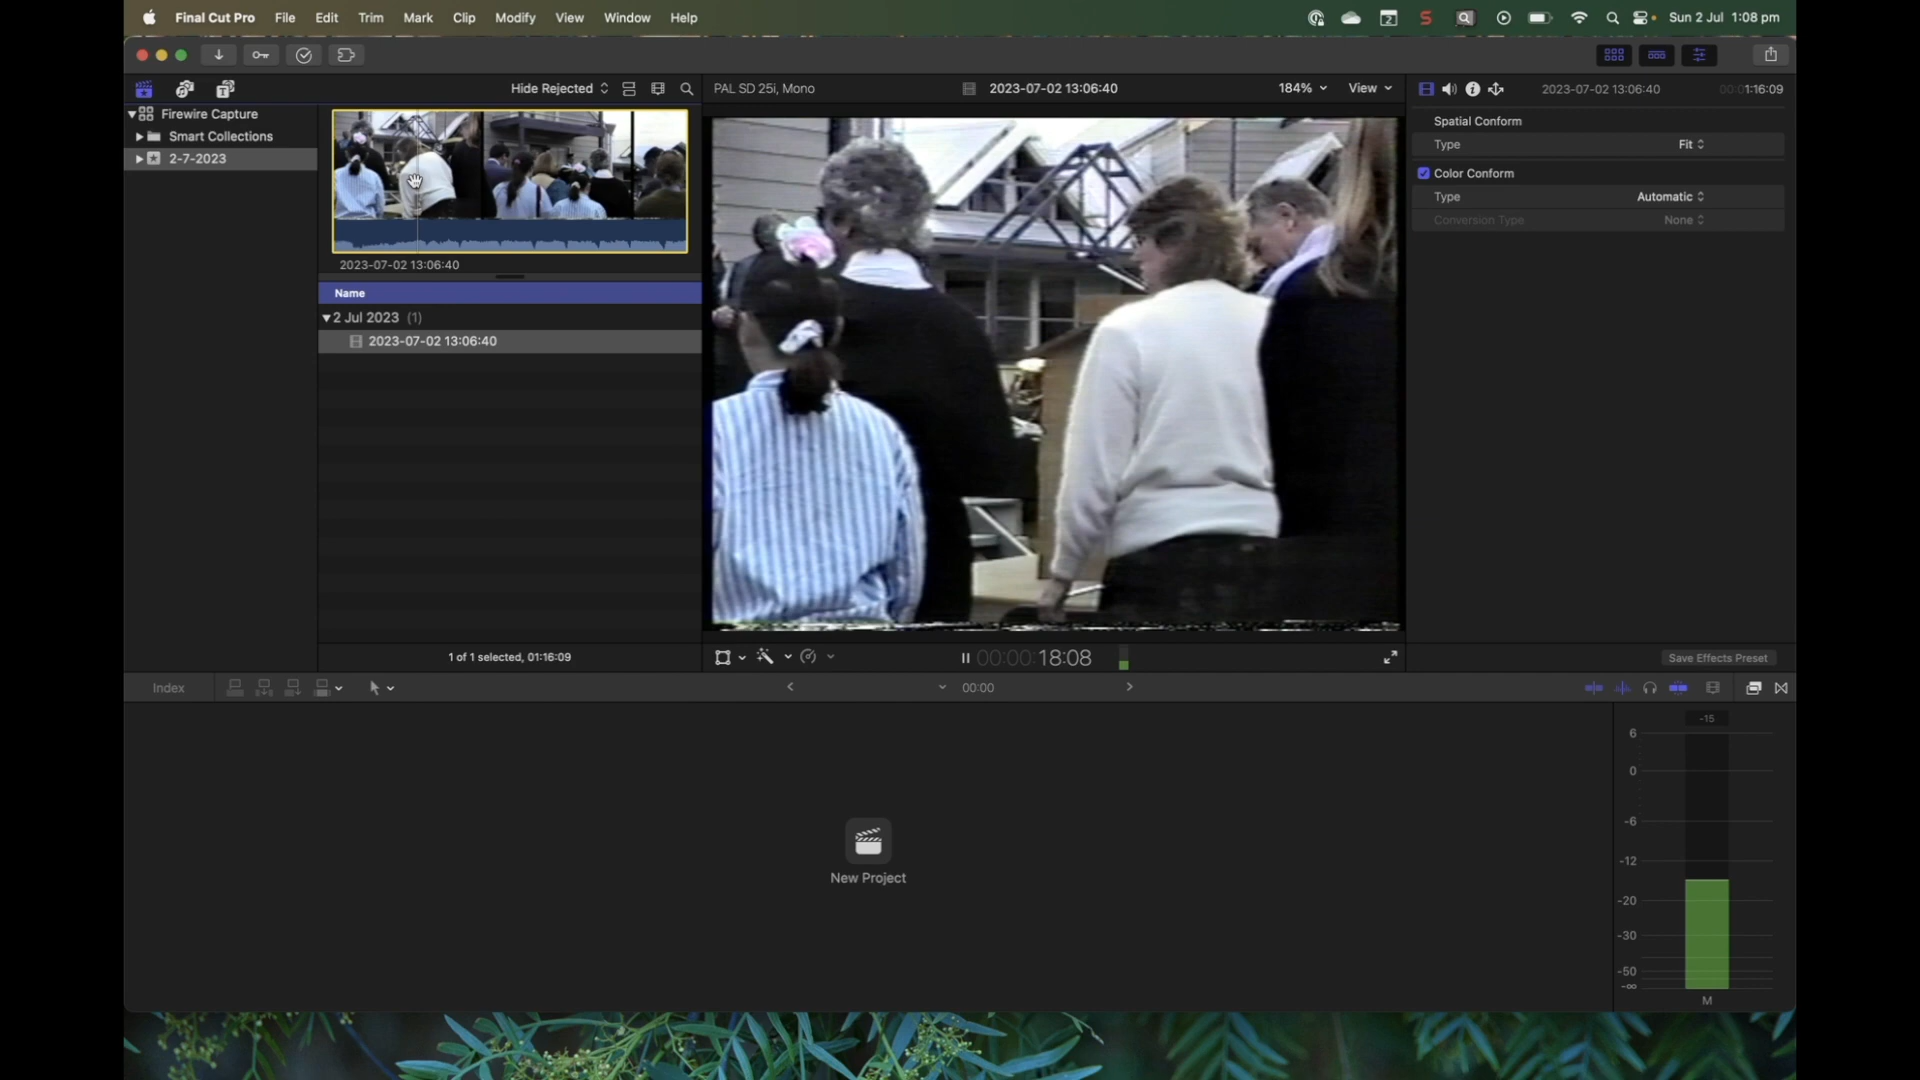 Final Cut Pro File Edit Trim Mark Clip Modify View Window Help 2 Sun 2 Jul 1:08 pm
Hide Rejected PAL SD 25i, Mono 2023-07-02 13:06:40 184% View 2023-07-02 13:06:40 00:01:16:09
Firewire Capture
Smart Collections
2-7-2023
2023-07-02 13:06:40
Name
2 Jul 2023 (1)
2023-07-02 13:06:40
1 of 1 selected, 01:16:09
00:00:18:08
Spatial Conform
Type Fit
Color Conform
Type Automatic
Conversion Type None
Save Effects Preset
Index 00:00
New Project
-15
6
0
-6
-12
-20
-30
-50
-∞
M